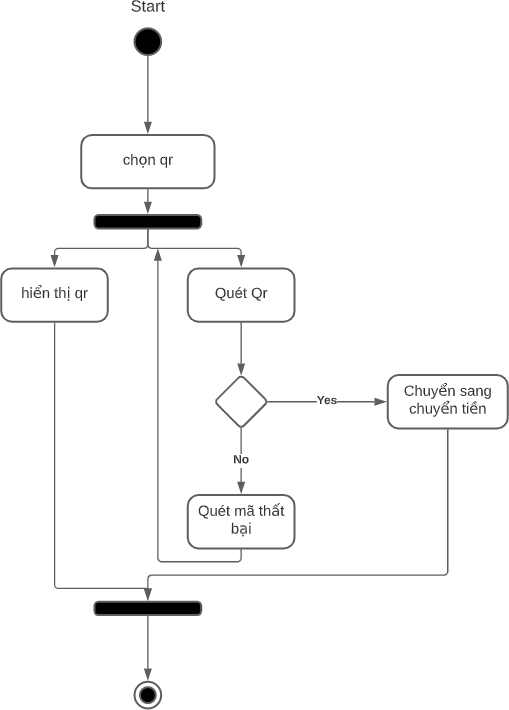 Start
chọn qr
hiển thị qr
Quét Qr
Yes
Chuyển sang
chuyển tiền
No
Quét mã thất
bại